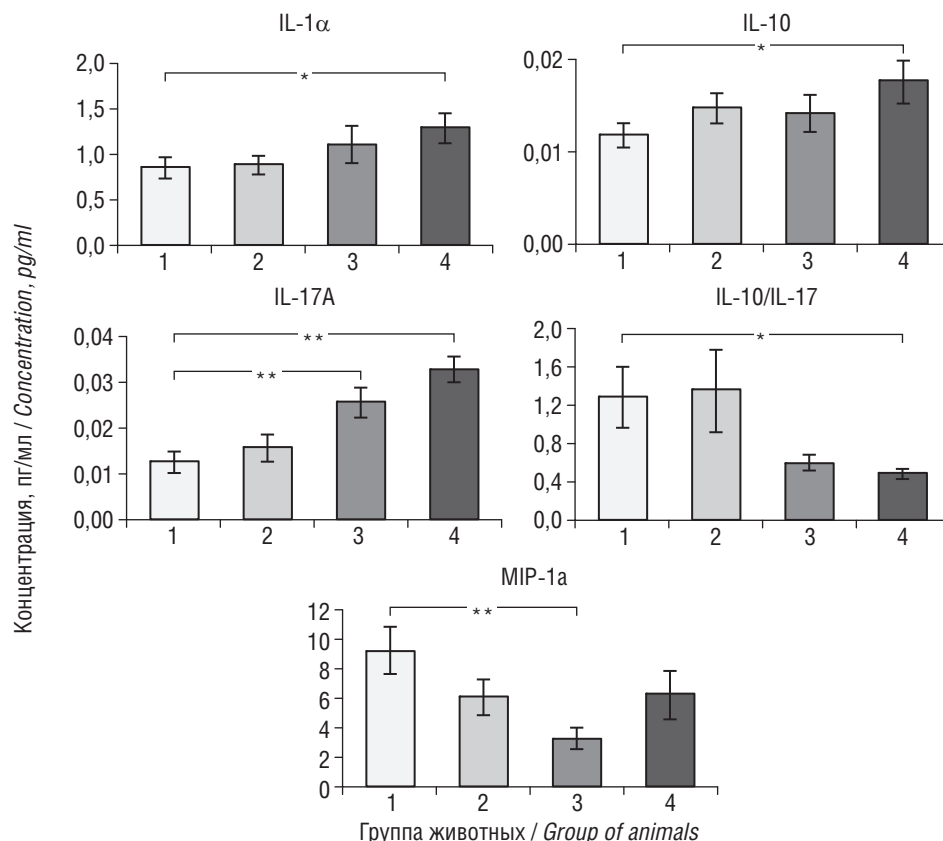 IL-1α
2,0
1,5
1,0
0,5
0,0
*
1 2 3 4
IL-10
0,02
0,01
0,00
*
1 2 3 4
IL-17A
0,04
0,03
0,02
0,01
0,00
**
**
1 2 3 4
IL-10/IL-17
2,0
1,6
1,2
0,8
0,4
0,0
*
1 2 3 4
Концентрация, пг/мл / Concentration, pg/ml
MIP-1a
12
10
8
6
4
2
0
**
1 2 3 4
Группа животных / Group of animals